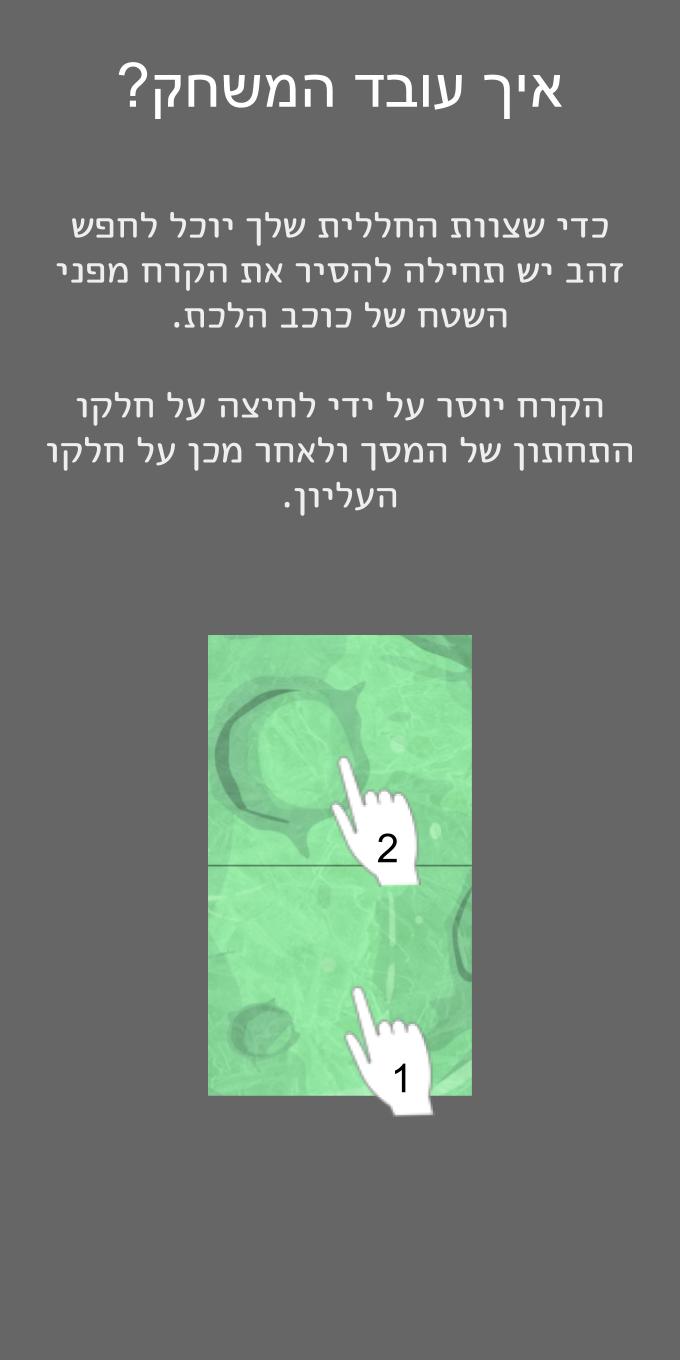 איך עובד המשחק?
כדי שצוות החללית שלך יוכל לחפש
זהב יש תחילה להסיר את הקרח מפני
השטח של כוכב הלכת.
הקרח יוסר על ידי לחיצה על חלקו
התחתון של המסך ולאחר מכן על חלקו
העליון.
2
1